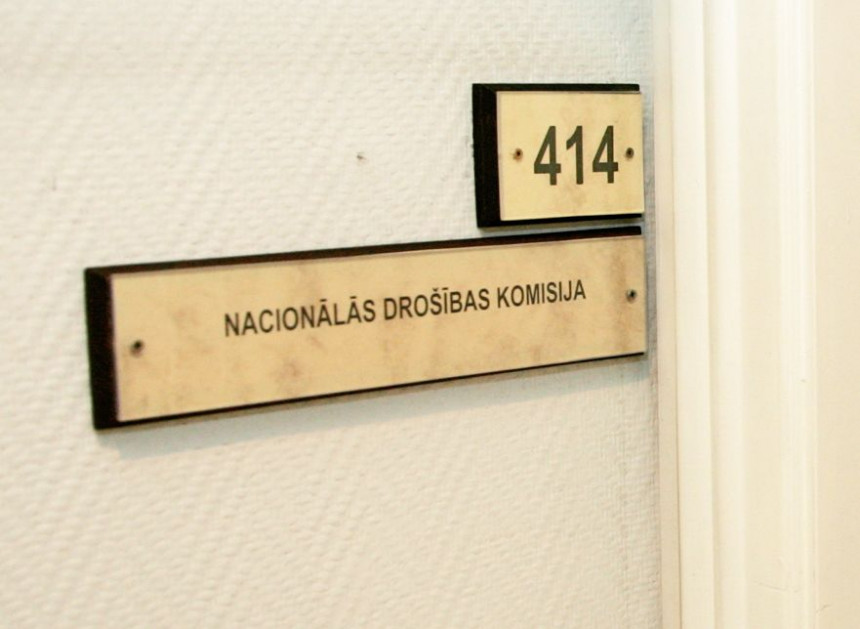 414
NACIONĀLĀS DROŠĪBAS KOMISIJA